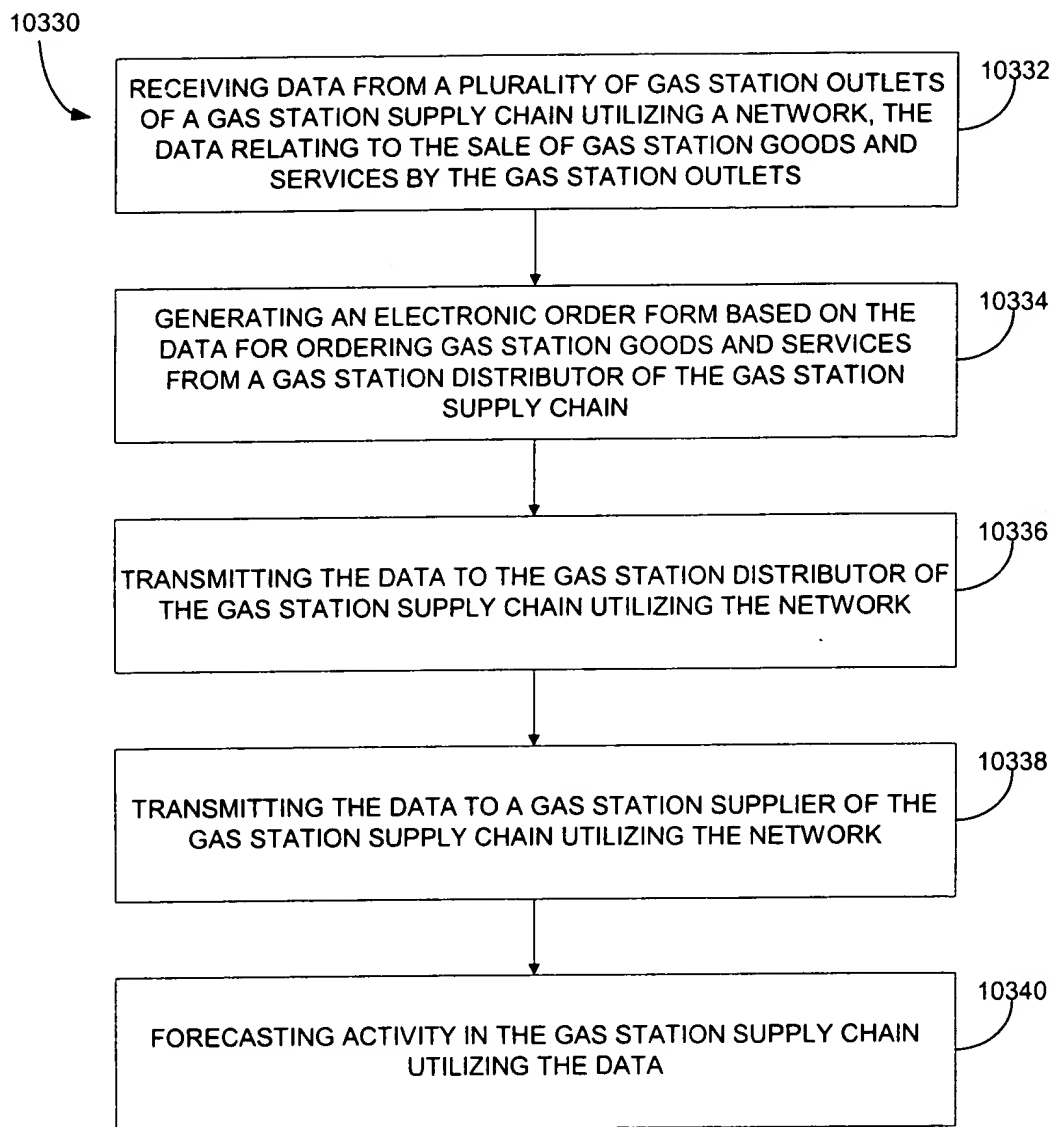 10330
10332
RECEIVING DATA FROM A PLURALITY OF GAS STATION OUTLETS
OF A GAS STATION SUPPLY CHAIN UTILIZING A NETWORK, THE
DATA RELATING TO THE SALE OF GAS STATION GOODS AND
SERVICES BY THE GAS STATION OUTLETS
10334
GENERATING AN ELECTRONIC ORDER FORM BASED ON THE
DATA FOR ORDERING GAS STATION GOODS AND SERVICES
FROM A GAS STATION DISTRIBUTOR OF THE GAS STATION
SUPPLY CHAIN
10336
TRANSMITTING THE DATA TO THE GAS STATION DISTRIBUTOR OF
THE GAS STATION SUPPLY CHAIN UTILIZING THE NETWORK
10338
TRANSMITTING THE DATA TO A GAS STATION SUPPLIER OF THE
GAS STATION SUPPLY CHAIN UTILIZING THE NETWORK
10340
FORECASTING ACTIVITY IN THE GAS STATION SUPPLY CHAIN
UTILIZING THE DATA